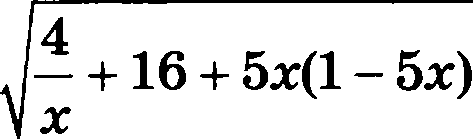 √(4/x + 16 + 5x(1 − 5x))